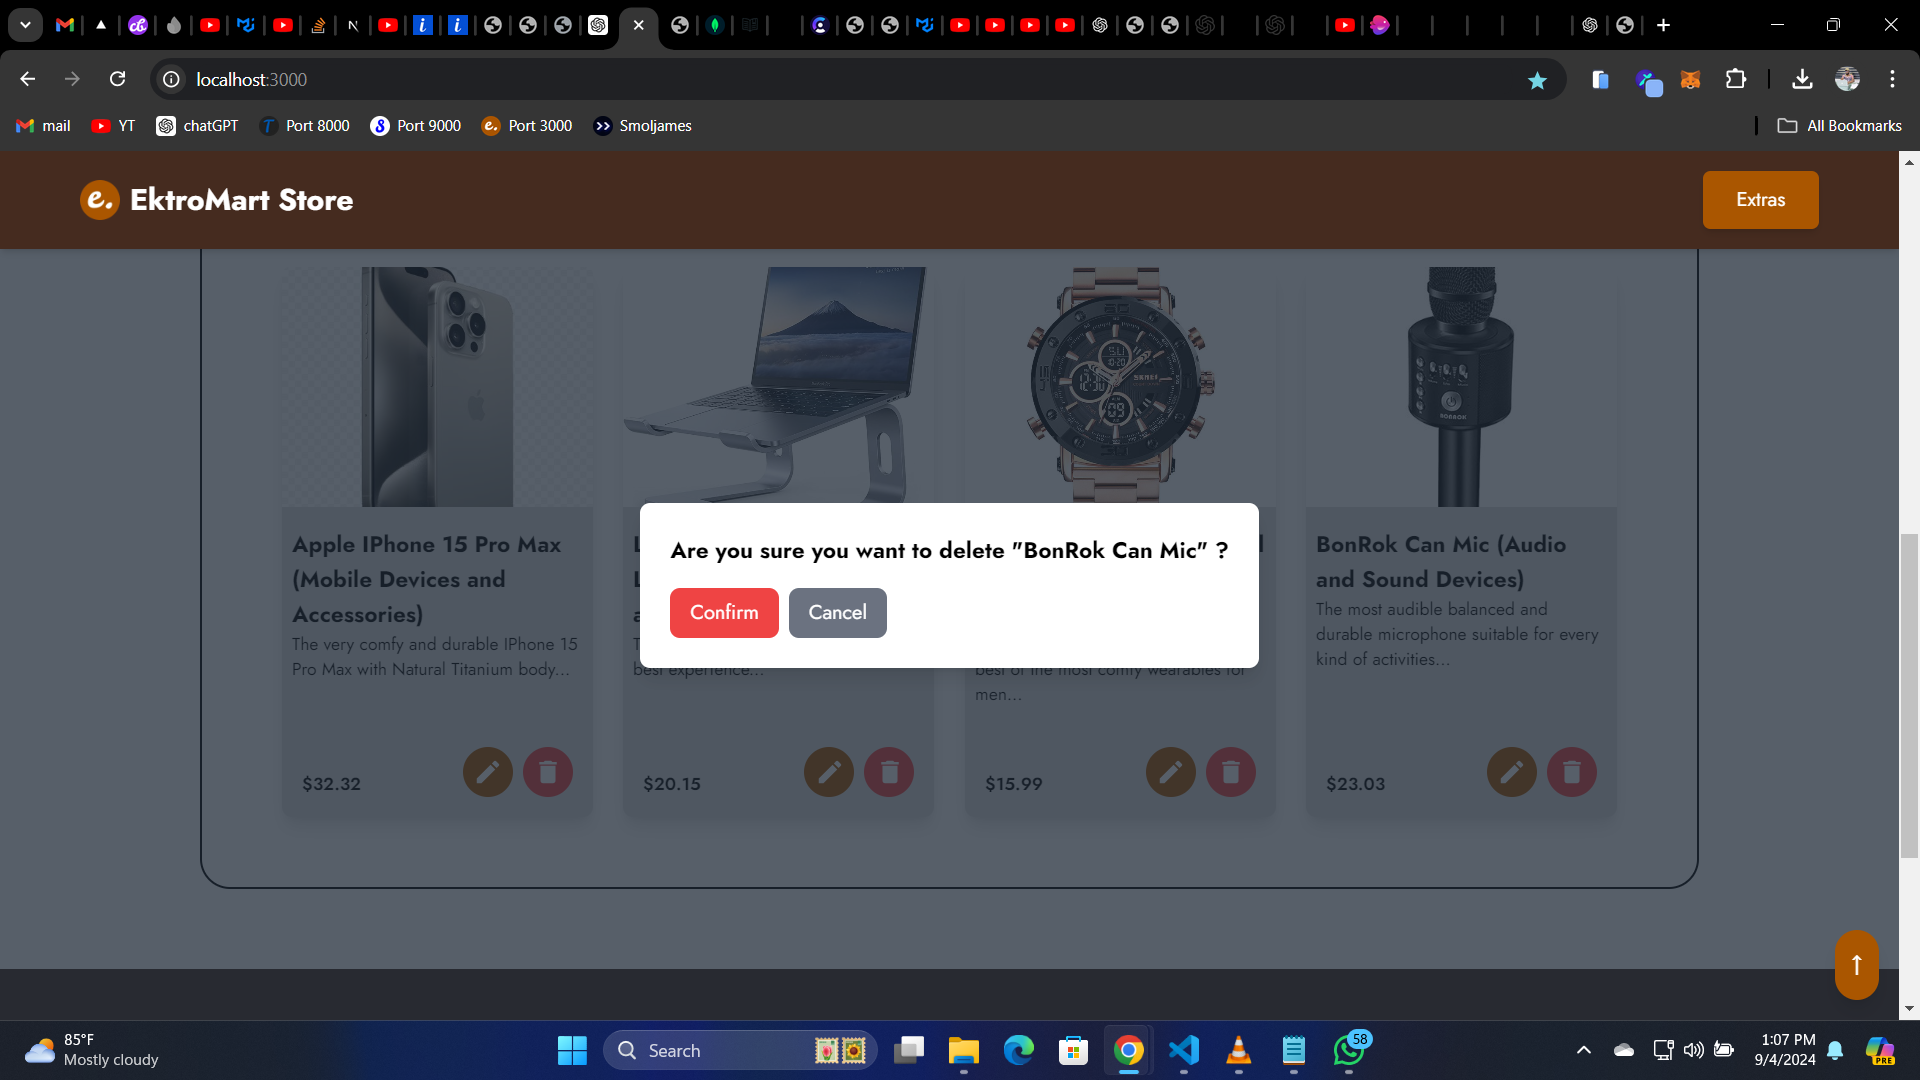 localhost:3000
mail
YT
chatGPT
Port 8000
Port 9000
Port 3000
Smoljames
All Bookmarks
e. EktroMart Store
Extras
SKMEI
BONROK
Are you sure you want to delete "BonRok Can Mic" ?
Confirm
Cancel
Apple IPhone 15 Pro Max
(Mobile Devices and
Accessories)
The very comfy and durable IPhone 15
Pro Max with Natural Titanium body...
$32.32
best experience...
$20.15
best of the most comfy wearables for
men...
$15.99
BonRok Can Mic (Audio
and Sound Devices)
The most audible balanced and
durable microphone suitable for every
kind of activities...
$23.03
↑
85°F
Mostly cloudy
Search
58
1:07 PM
9/4/2024
PRE